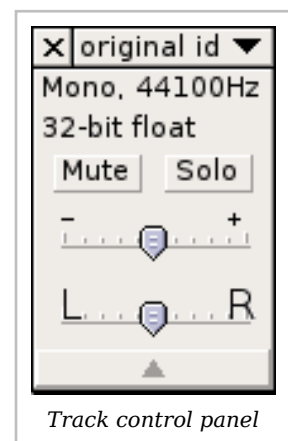 X original id ▼
Mono, 44100Hz
32-bit float
Mute Solo
- +
L R
Track control panel